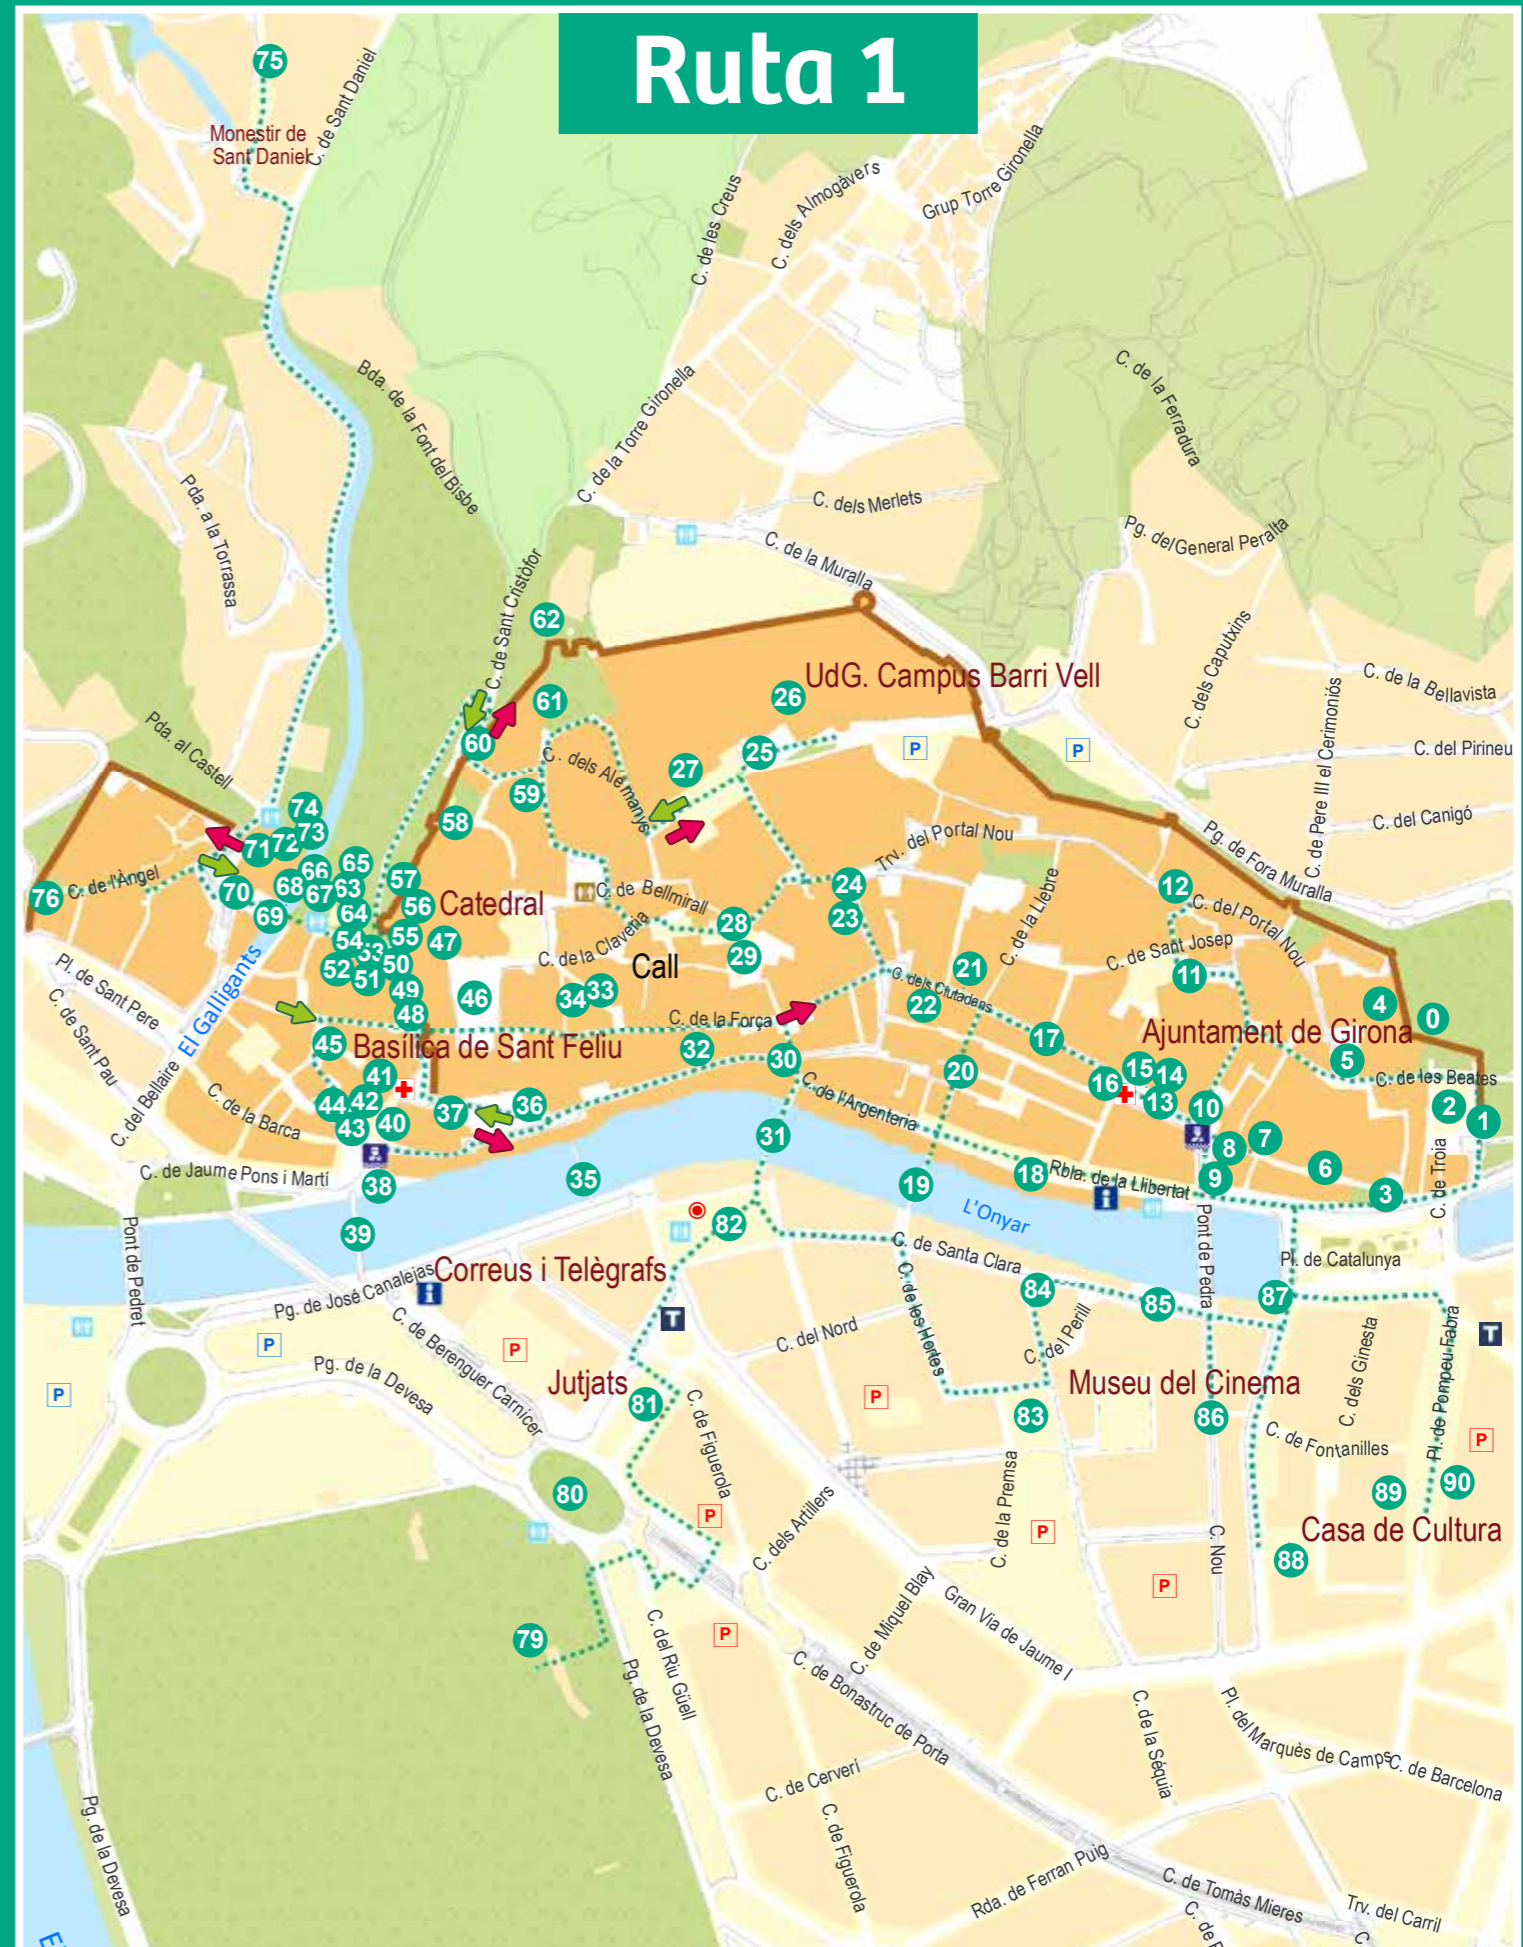 Ruta 1
75
Monestir de
Sant Daniel
C. de Sant Daniel
C. de les Creus
C. dels Almogàvers
Grup Torre Gironella
Bda. de la Font del Bisbe
C. de la Torre Gironella
C. de la Ferradura
Pda. a la Torrassa
C. dels Merlets
Pg. del General Peralta
C. de la Muralla
C. de Sant Cristòfor
62
61
60
59
58
UdG. Campus Barri Vell
26
25
27
C. dels Caputxins
C. de Pere III el Cerimoniós
C. de la Bellavista
C. del Pirineu
C. del Canigó
P
P
Pda. al Castell
C. dels Alemanys
Trv. del Portal Nou
Pg. de Fora Muralla
74
73
72
71
70
69
68
66
67
65
63
64
57
56
55
54
53
52
51
50
49
48
47
46
45
76
C. de l'Àngel
Catedral
C. de Bellmirall
C. de la Claveria
Call
28
29
24
23
34
33
32
C. de la Llebre
12
C. del Portal Nou
C. de Sant Josep
11
21
22
C. dels Ciutadans
17
20
4
0
5
Ajuntament de Girona
C. de les Beates
2
1
Pl. de Sant Pere
C. de Sant Pau
El Galligants
C. del Bellaire
C. de la Barca
C. de Jaume Pons i Martí
C. de la Força
Basílica de Sant Feliu
41
42
44
43
40
37
36
30
31
35
38
39
C. de l'Argenteria
16
15
14
13
10
8
7
9
6
3
18
19
C. de Troia
Rbla. de la Llibertat
i
L'Onyar
Pont de Pedret
Pont de Pedra
Pg. de José Canalejas
Correus i Telègrafs
i
82
T
C. de Santa Clara
C. de les Hortes
84
85
87
Pl. de Catalunya
C. de Berenguer Carnicer
Pg. de la Devesa
P
P
P
Jutjats
81
C. de Figuerola
C. del Nord
C. del Perill
P
83
Museu del Cinema
86
C. dels Ginesta
Pl. de Pompeu Fabra
T
C. de Fontanilles
P
89
90
Casa de Cultura
88
80
P
C. dels Artillers
C. de la Premsa
P
C. Nou
P
79
P
C. del Riu Güell
Pg. de la Devesa
C. de Miquel Blay
Gran Via de Jaume I
C. de Bonastruc de Porta
C. de la Sèquia
Pl. del Marquès de Camps
C. de Barcelona
C. de Cerverí
C. de Figuerola
Rda. de Ferran Puig
C. de Tomàs Mieres
Trv. del Carril
Pg. de la Devesa